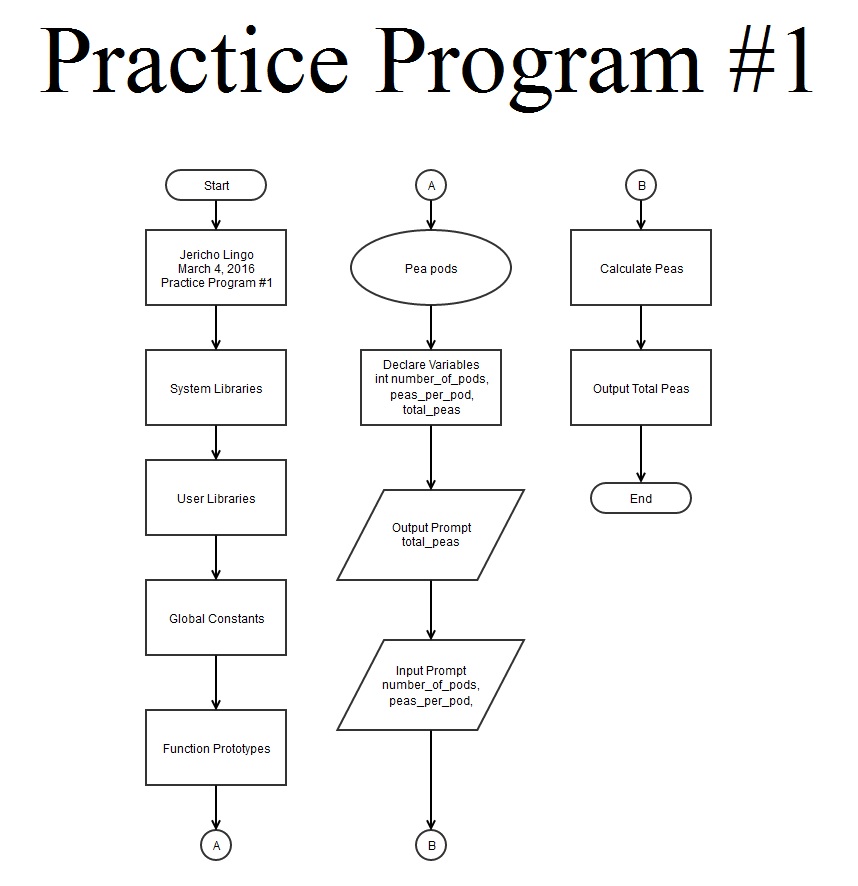 Practice Program #1
Start
Jericho Lingo
March 4, 2016
Practice Program #1
System Libraries
User Libraries
Global Constants
Function Prototypes
A
A
Pea pods
Declare Variables
int number_of_pods,
peas_per_pod,
total_peas
Output Prompt
total_peas
Input Prompt
number_of_pods,
peas_per_pod,
B
B
Calculate Peas
Output Total Peas
End